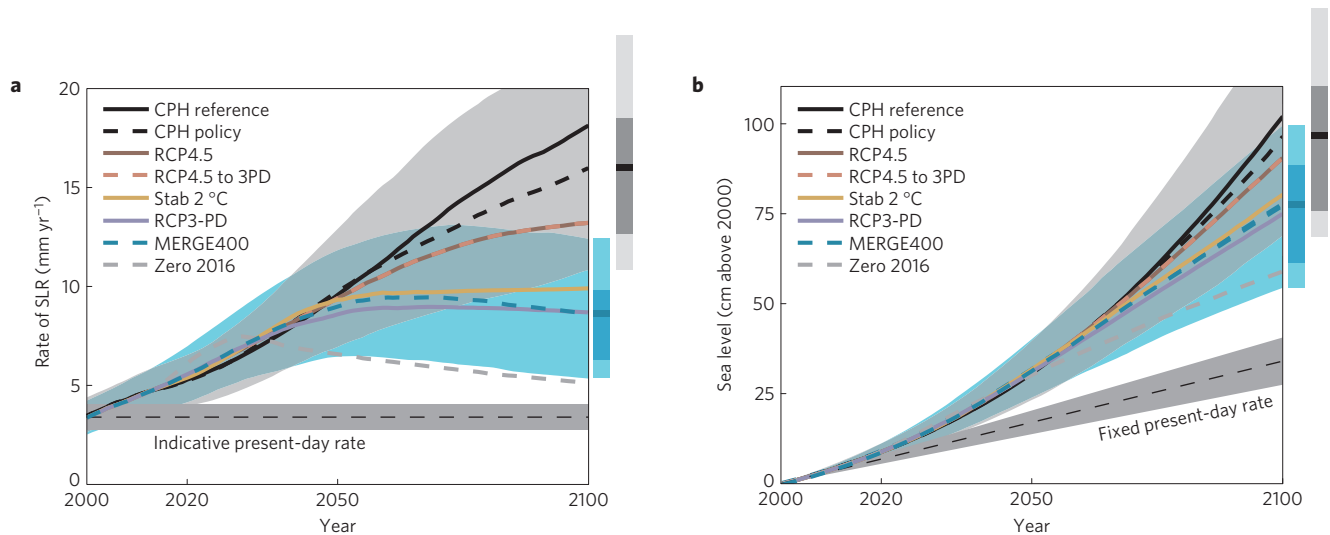 a
Rate of SLR (mm yr⁻¹)
20
15
10
5
0
CPH reference
CPH policy
RCP4.5
RCP4.5 to 3PD
Stab 2 °C
RCP3-PD
MERGE400
Zero 2016
Indicative present-day rate
2000
2020
2050
2100
Year
b
Sea level (cm above 2000)
100
75
50
25
0
CPH reference
CPH policy
RCP4.5
RCP4.5 to 3PD
Stab 2 °C
RCP3-PD
MERGE400
Zero 2016
Fixed present-day rate
2000
2020
2050
2100
Year